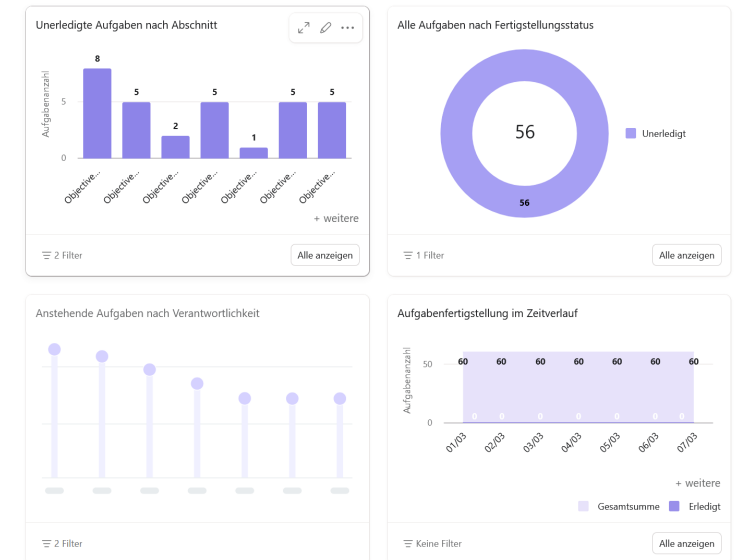 Unerledigte Aufgaben nach Abschnitt
Aufgabenanzahl
5
0
8
5
2
5
1
5
5
Objective...
Objective...
Objective...
Objective...
Objective...
Objective...
Objective...
+ weitere
2 Filter
Alle anzeigen
Alle Aufgaben nach Fertigstellungsstatus
56
56
Unerledigt
1 Filter
Alle anzeigen
Anstehende Aufgaben nach Verantwortlichkeit
2 Filter
Aufgabenfertigstellung im Zeitverlauf
Aufgabenanzahl
50
0
60 60 60 60 60 60 60
0 0 0 0 0 0 0
01/03 02/03 03/03 04/03 05/03 06/03 07/03
+ weitere
Gesamtsumme Erledigt
Keine Filter
Alle anzeigen